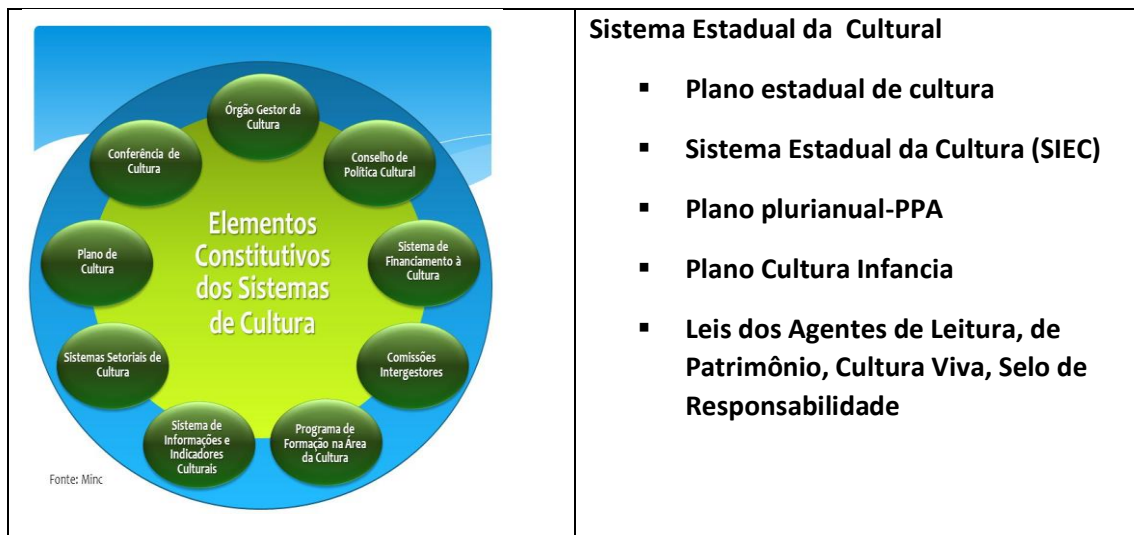 Órgão Gestor da
Cultura
Conselho de
Política Cultural
Sistema de
Financiamento à
Cultura
Comissões
Intergestores
Programa de
Formação na Área
da Cultura
Sistema de
Informações e
Indicadores
Culturais
Sistemas Setoriais de
Cultura
Plano de
Cultura
Conferência de
Cultura
Elementos
Constitutivos
dos Sistemas
de Cultura
Fonte: Minc
Sistema Estadual da Cultural
▪ Plano estadual de cultura
▪ Sistema Estadual da Cultura (SIEC)
▪ Plano plurianual-PPA
▪ Plano Cultura Infancia
▪ Leis dos Agentes de Leitura, de
Patrimônio, Cultura Viva, Selo de
Responsabilidade